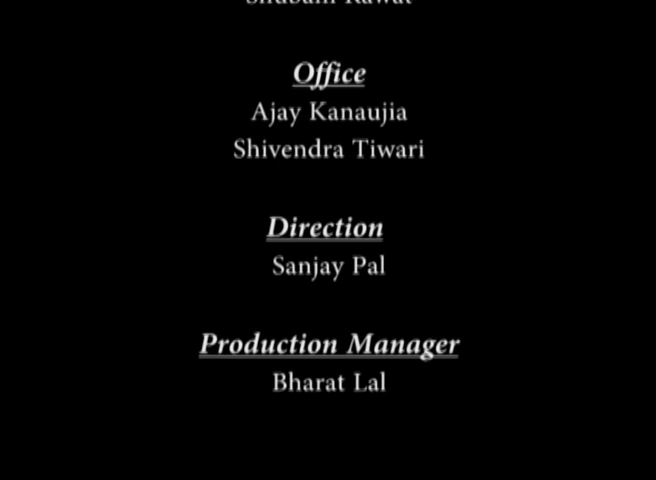 Office
Ajay Kanaujia
Shivendra Tiwari
Direction
Sanjay Pal
Production Manager
Bharat Lal